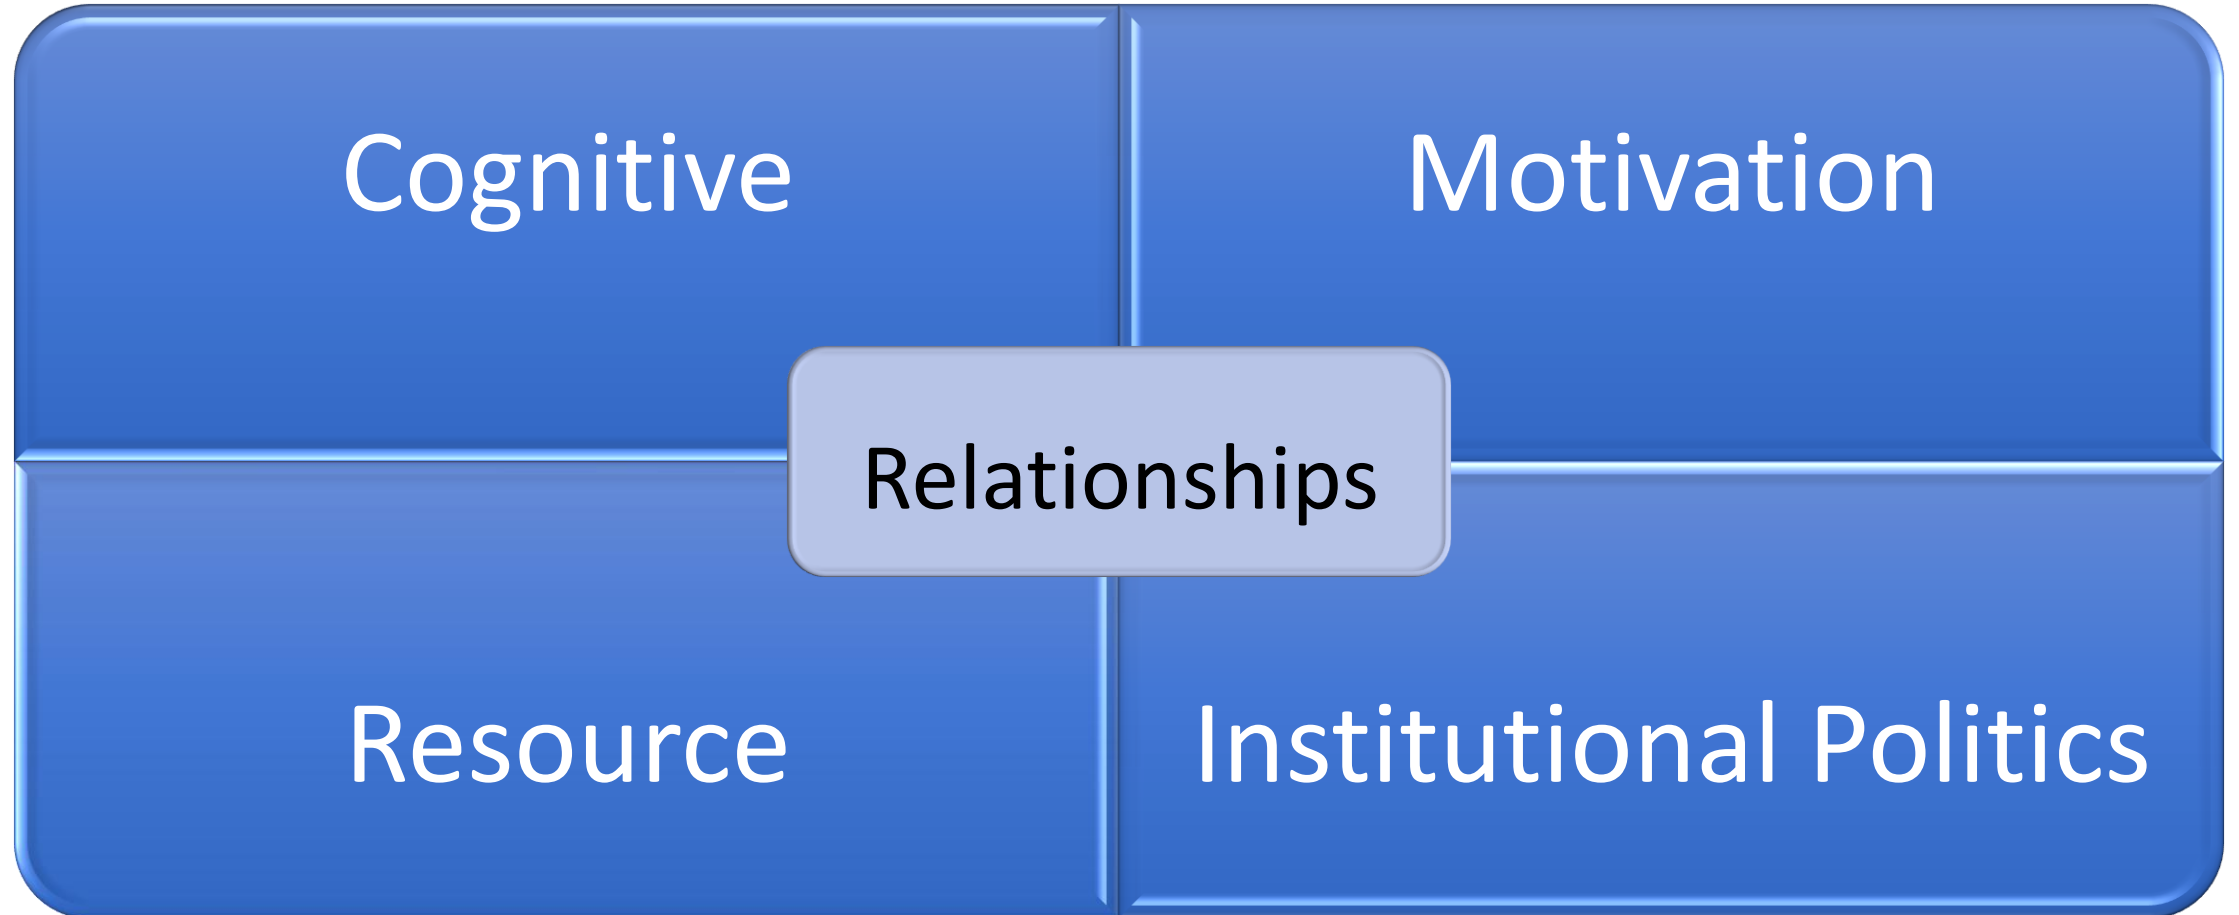 Cognitive
Motivation
Relationships
Resource
Institutional Politics